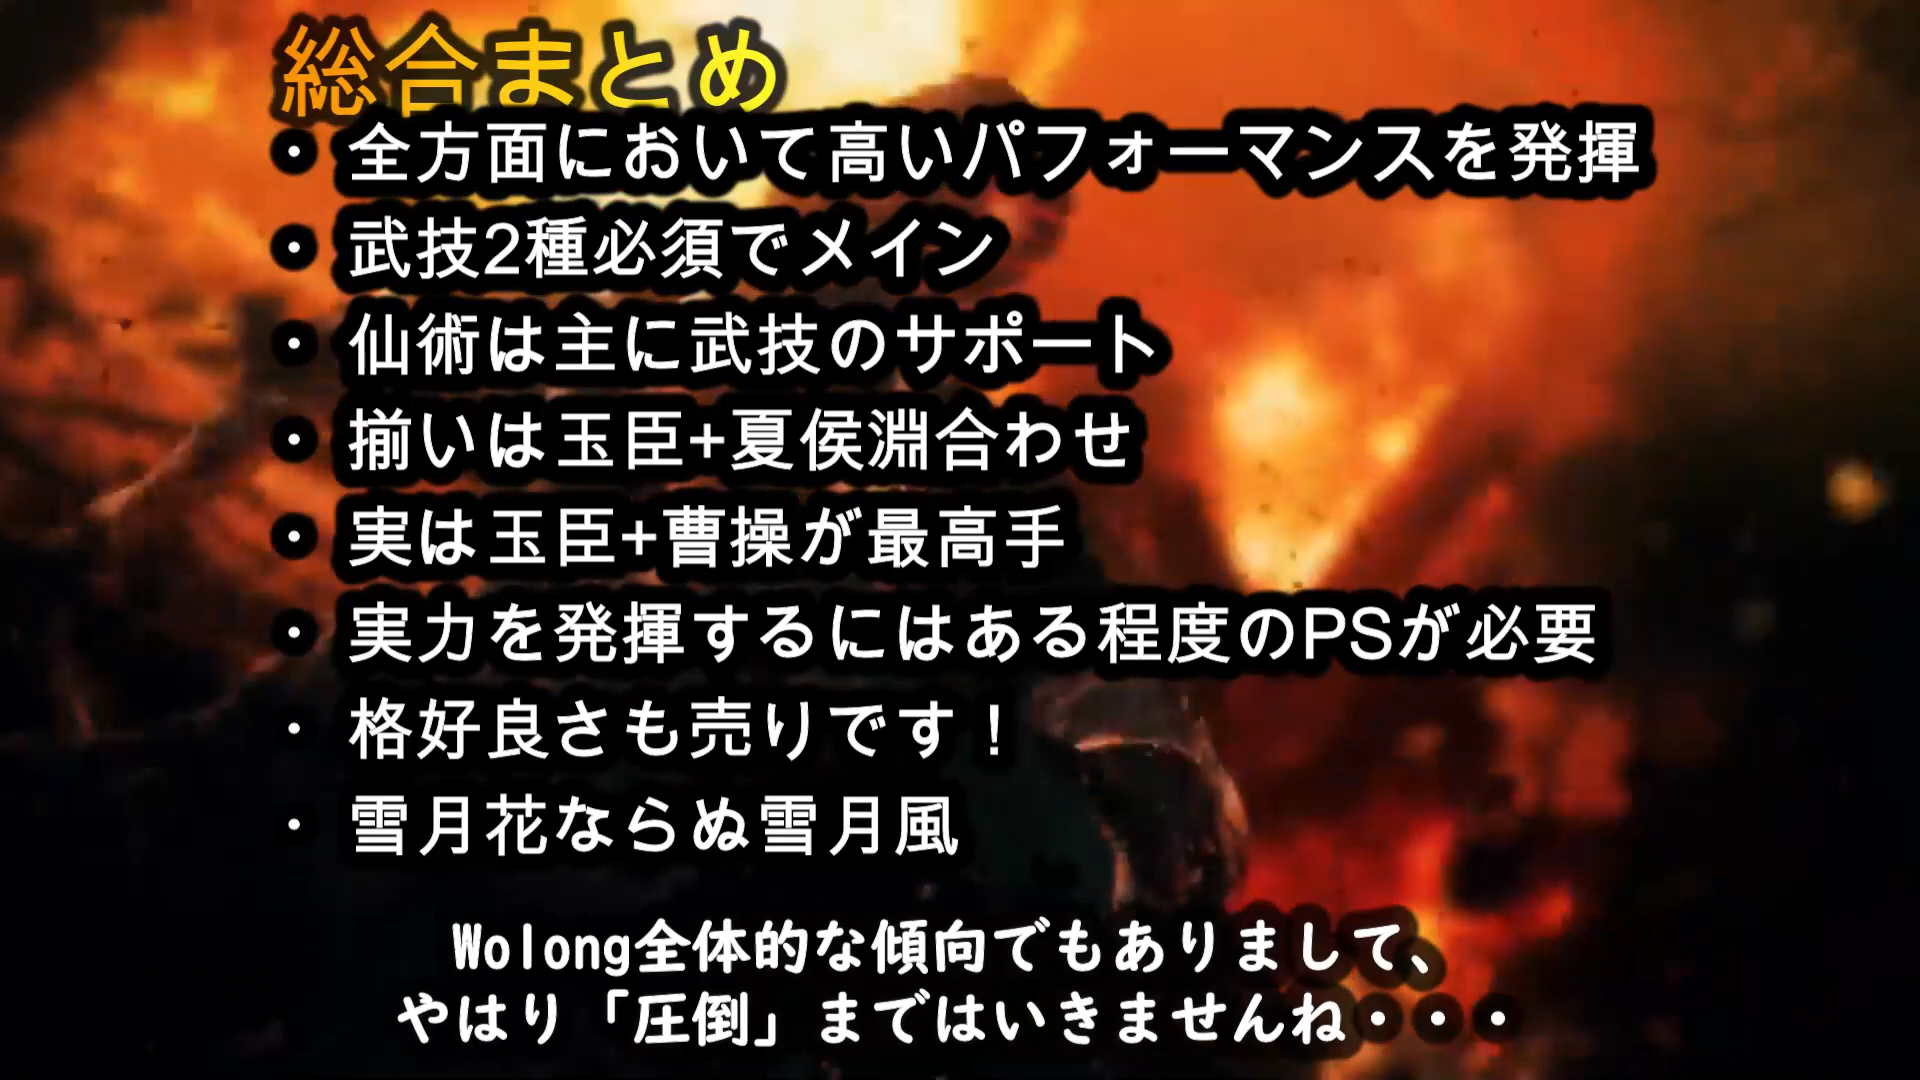 総合まとめ
・ 全方面において高いパフォーマンスを発揮
・ 武技2種必須でメイン
・ 仙術は主に武技のサポート
・ 揃いは玉臣+夏侯淵合わせ
・ 実は玉臣+曹操が最高手
・ 実力を発揮するにはある程度のPSが必要
・ 格好良さも売りです！
・ 雪月花ならぬ雪月風
Wolong全体的な傾向でもありまして、
やはり「圧倒」まではいきませんね・・・